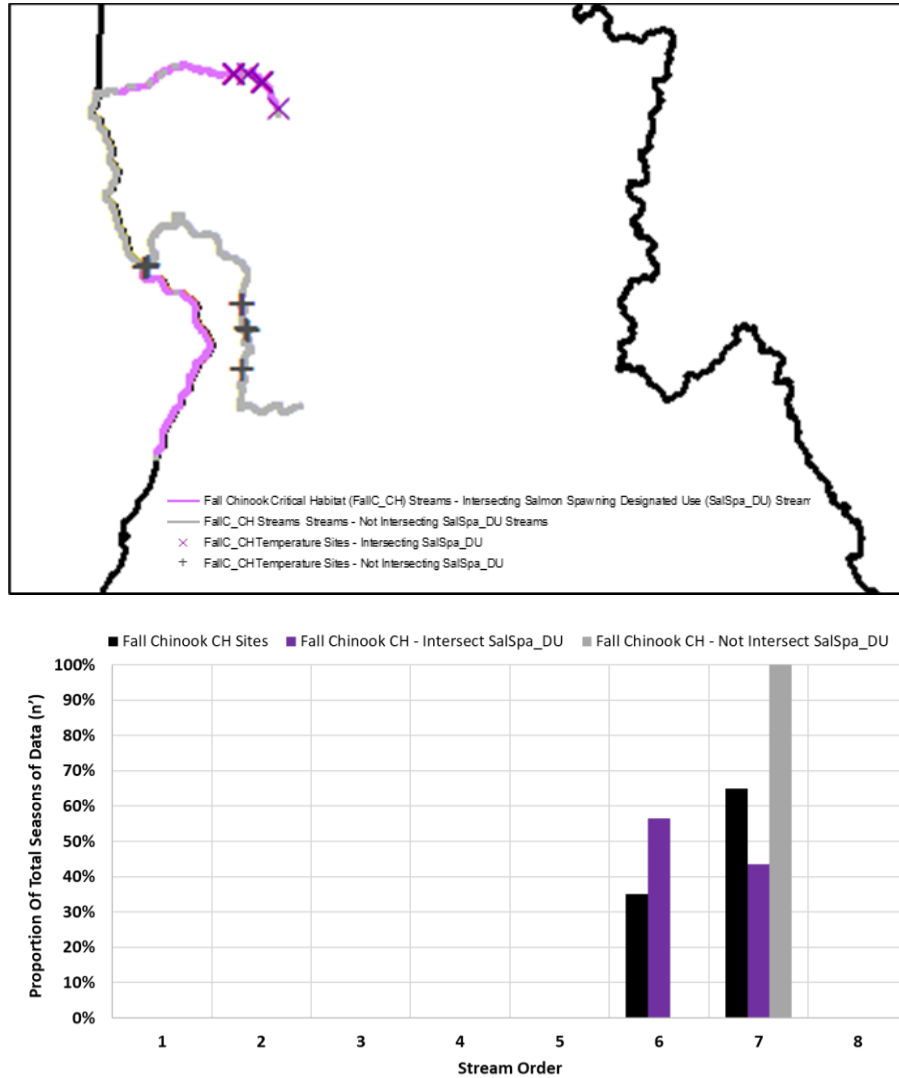 Fall Chinook Critical Habitat (FallC_CH) Streams - Intersecting Salmon Spawning Designated Use (SalSpa_DU) Stream
FallC_CH Streams Streams - Not Intersecting SalSpa_DU Streams
FallC_CH Temperature Sites - Intersecting SalSpa_DU
FallC_CH Temperature Sites - Not Intersecting SalSpa_DU
Fall Chinook CH Sites Fall Chinook CH - Intersect SalSpa_DU Fall Chinook CH - Not Intersect SalSpa_DU
100%
90%
80%
70%
60%
50%
40%
30%
20%
10%
0%
Proportion Of Total Seasons of Data (n')
1 2 3 4 5 6 7 8
Stream Order